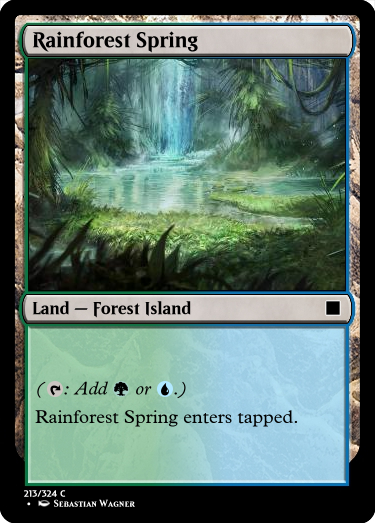 Rainforest Spring
Land — Forest Island
( : Add or .)
Rainforest Spring enters tapped.
213/324 C
• Sebastian Wagner